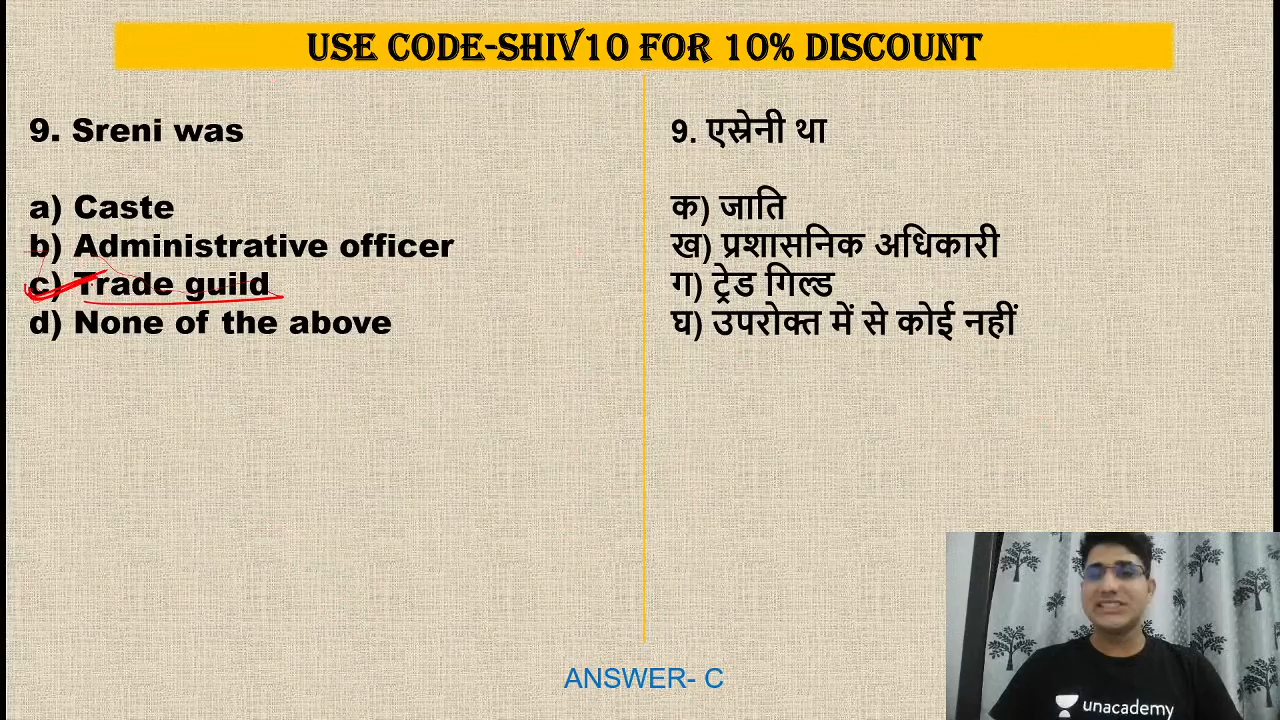 USE CODE-SHIV10 FOR 10% DISCOUNT
9. Sreni was
a) Caste
b) Administrative officer
c) Trade guild
d) None of the above
9. एस्रेनी था
क) जाति
ख) प्रशासनिक अधिकारी
ग) ट्रेड गिल्ड
घ) उपरोक्त में से कोई नहीं
ANSWER- C
unacademy